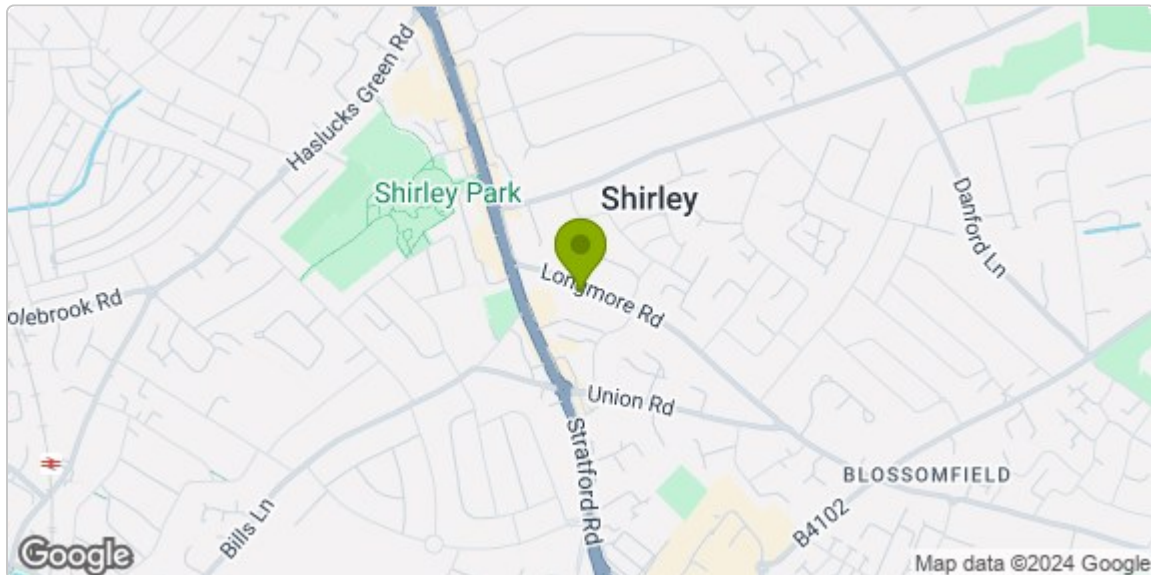 Haslucks Green Rd
Shirley Park
Shirley
Danford Ln
Longmore Rd
olebrook Rd
Union Rd
Stratford Rd
BLOSSOMFIELD
Bills Ln
B4102
Google
Map data ©2024 Google